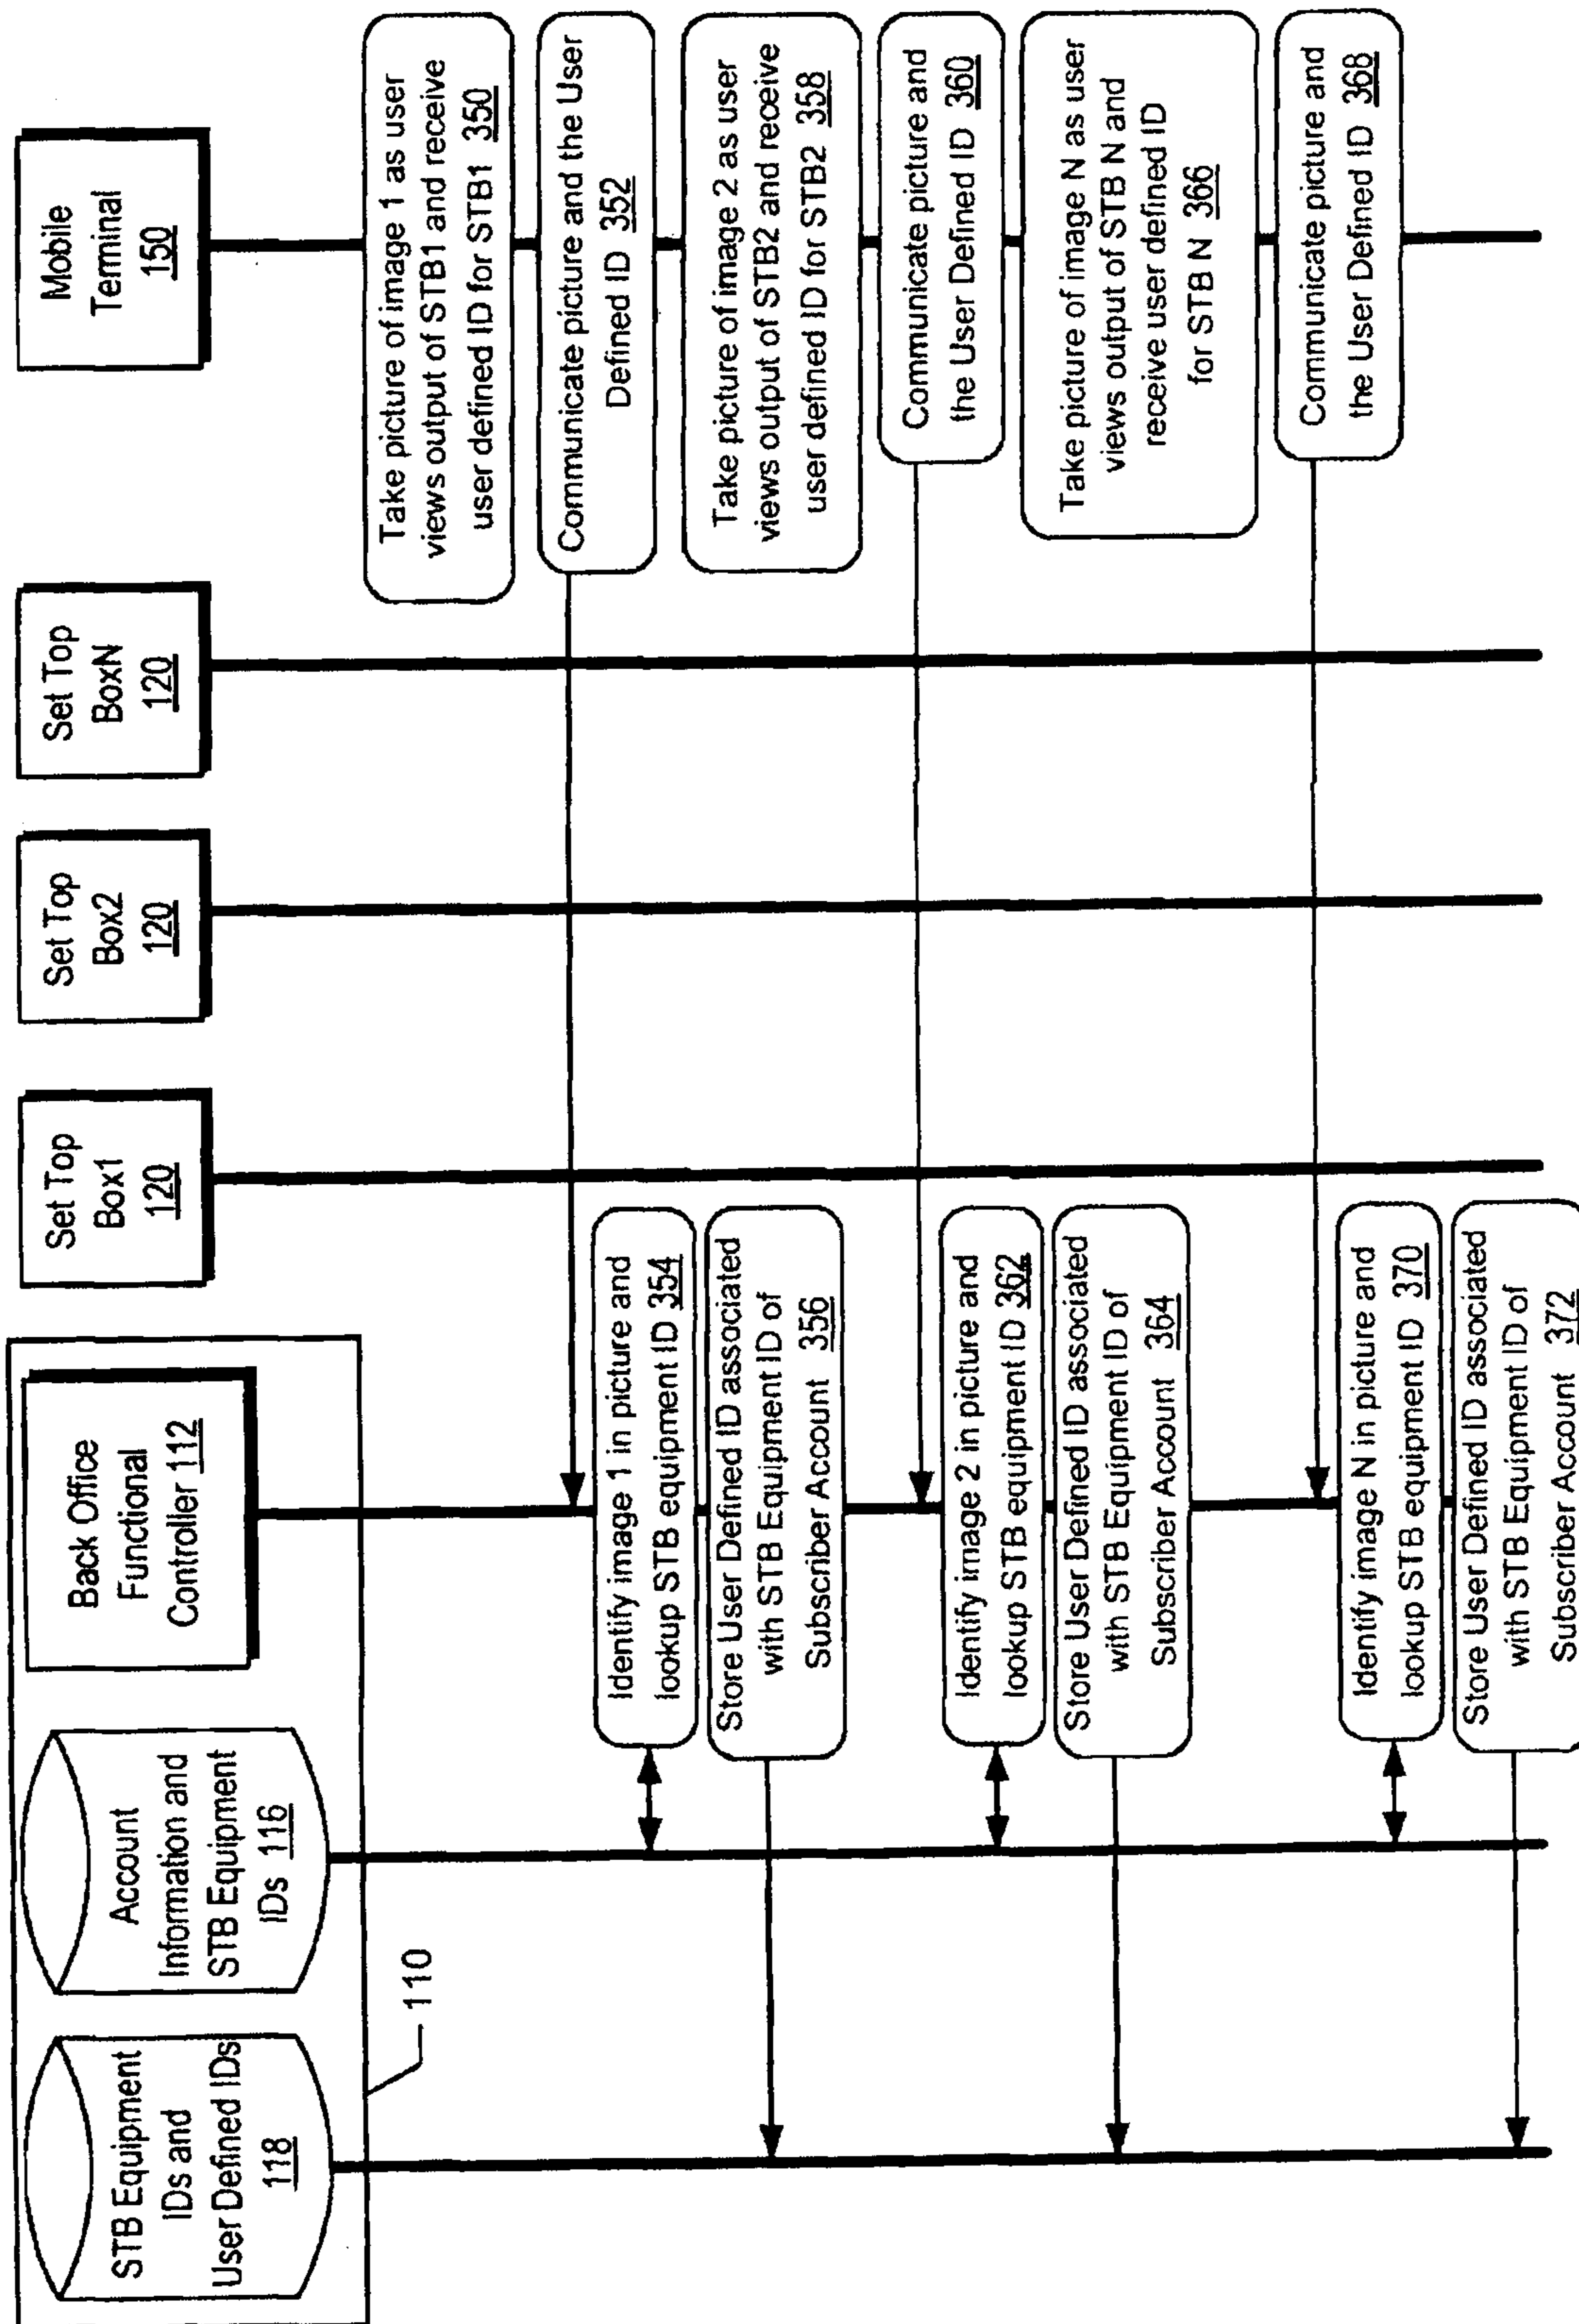 STB Equipment
IDs and
User Defined IDs
118
Account
Information and
STB Equipment
IDs 116
Back Office
Functional
Controller 112
Set Top
Box1
120
Set Top
Box2
120
Set Top
BoxN
120
Mobile
Terminal
150
110
Take picture of image 1 as user
views output of STB1 and receive
user defined ID for STB1 350
Communicate picture and the User
Defined ID 352
Identify image 1 in picture and
lookup STB equipment ID 354
Store User Defined ID associated
with STB Equipment ID of
Subscriber Account 356
Take picture of image 2 as user
views output of STB2 and receive
user defined ID for STB2 358
Communicate picture and
the User Defined ID 360
Identify image 2 in picture and
lookup STB equipment ID 362
Store User Defined ID associated
with STB Equipment ID of
Subscriber Account 364
Take picture of image N as user
views output of STB N and
receive user defined ID
for STB N 366
Communicate picture and
the User Defined ID 368
Identify image N in picture and
lookup STB equipment ID 370
Store User Defined ID associated
with STB Equipment ID of
Subscriber Account 372